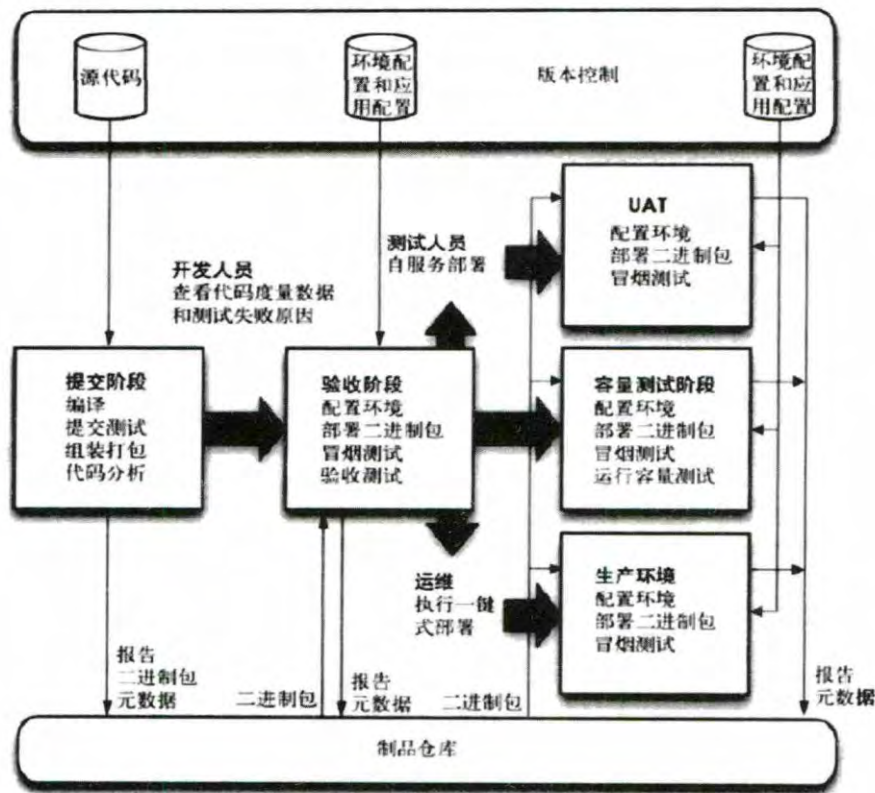 源代码
环境配
置和应
用配置
版本控制
环境配
置和应
用配置
UAT
配置环境
部署二进制包
冒烟测试
测试人员
自服务部署
开发人员
查看代码度量数据
和测试失败原因
提交阶段
编译
提交测试
组装打包
代码分析
验收阶段
配置环境
部署二进制包
冒烟测试
验收测试
容量测试阶段
配置环境
部署二进制包
冒烟测试
运行容量测试
运维
执行一键
式部署
生产环境
配置环境
部署二进制包
冒烟测试
报告
二进制包
元数据
二进制包
报告
元数据
二进制包
报告
元数据
制品仓库